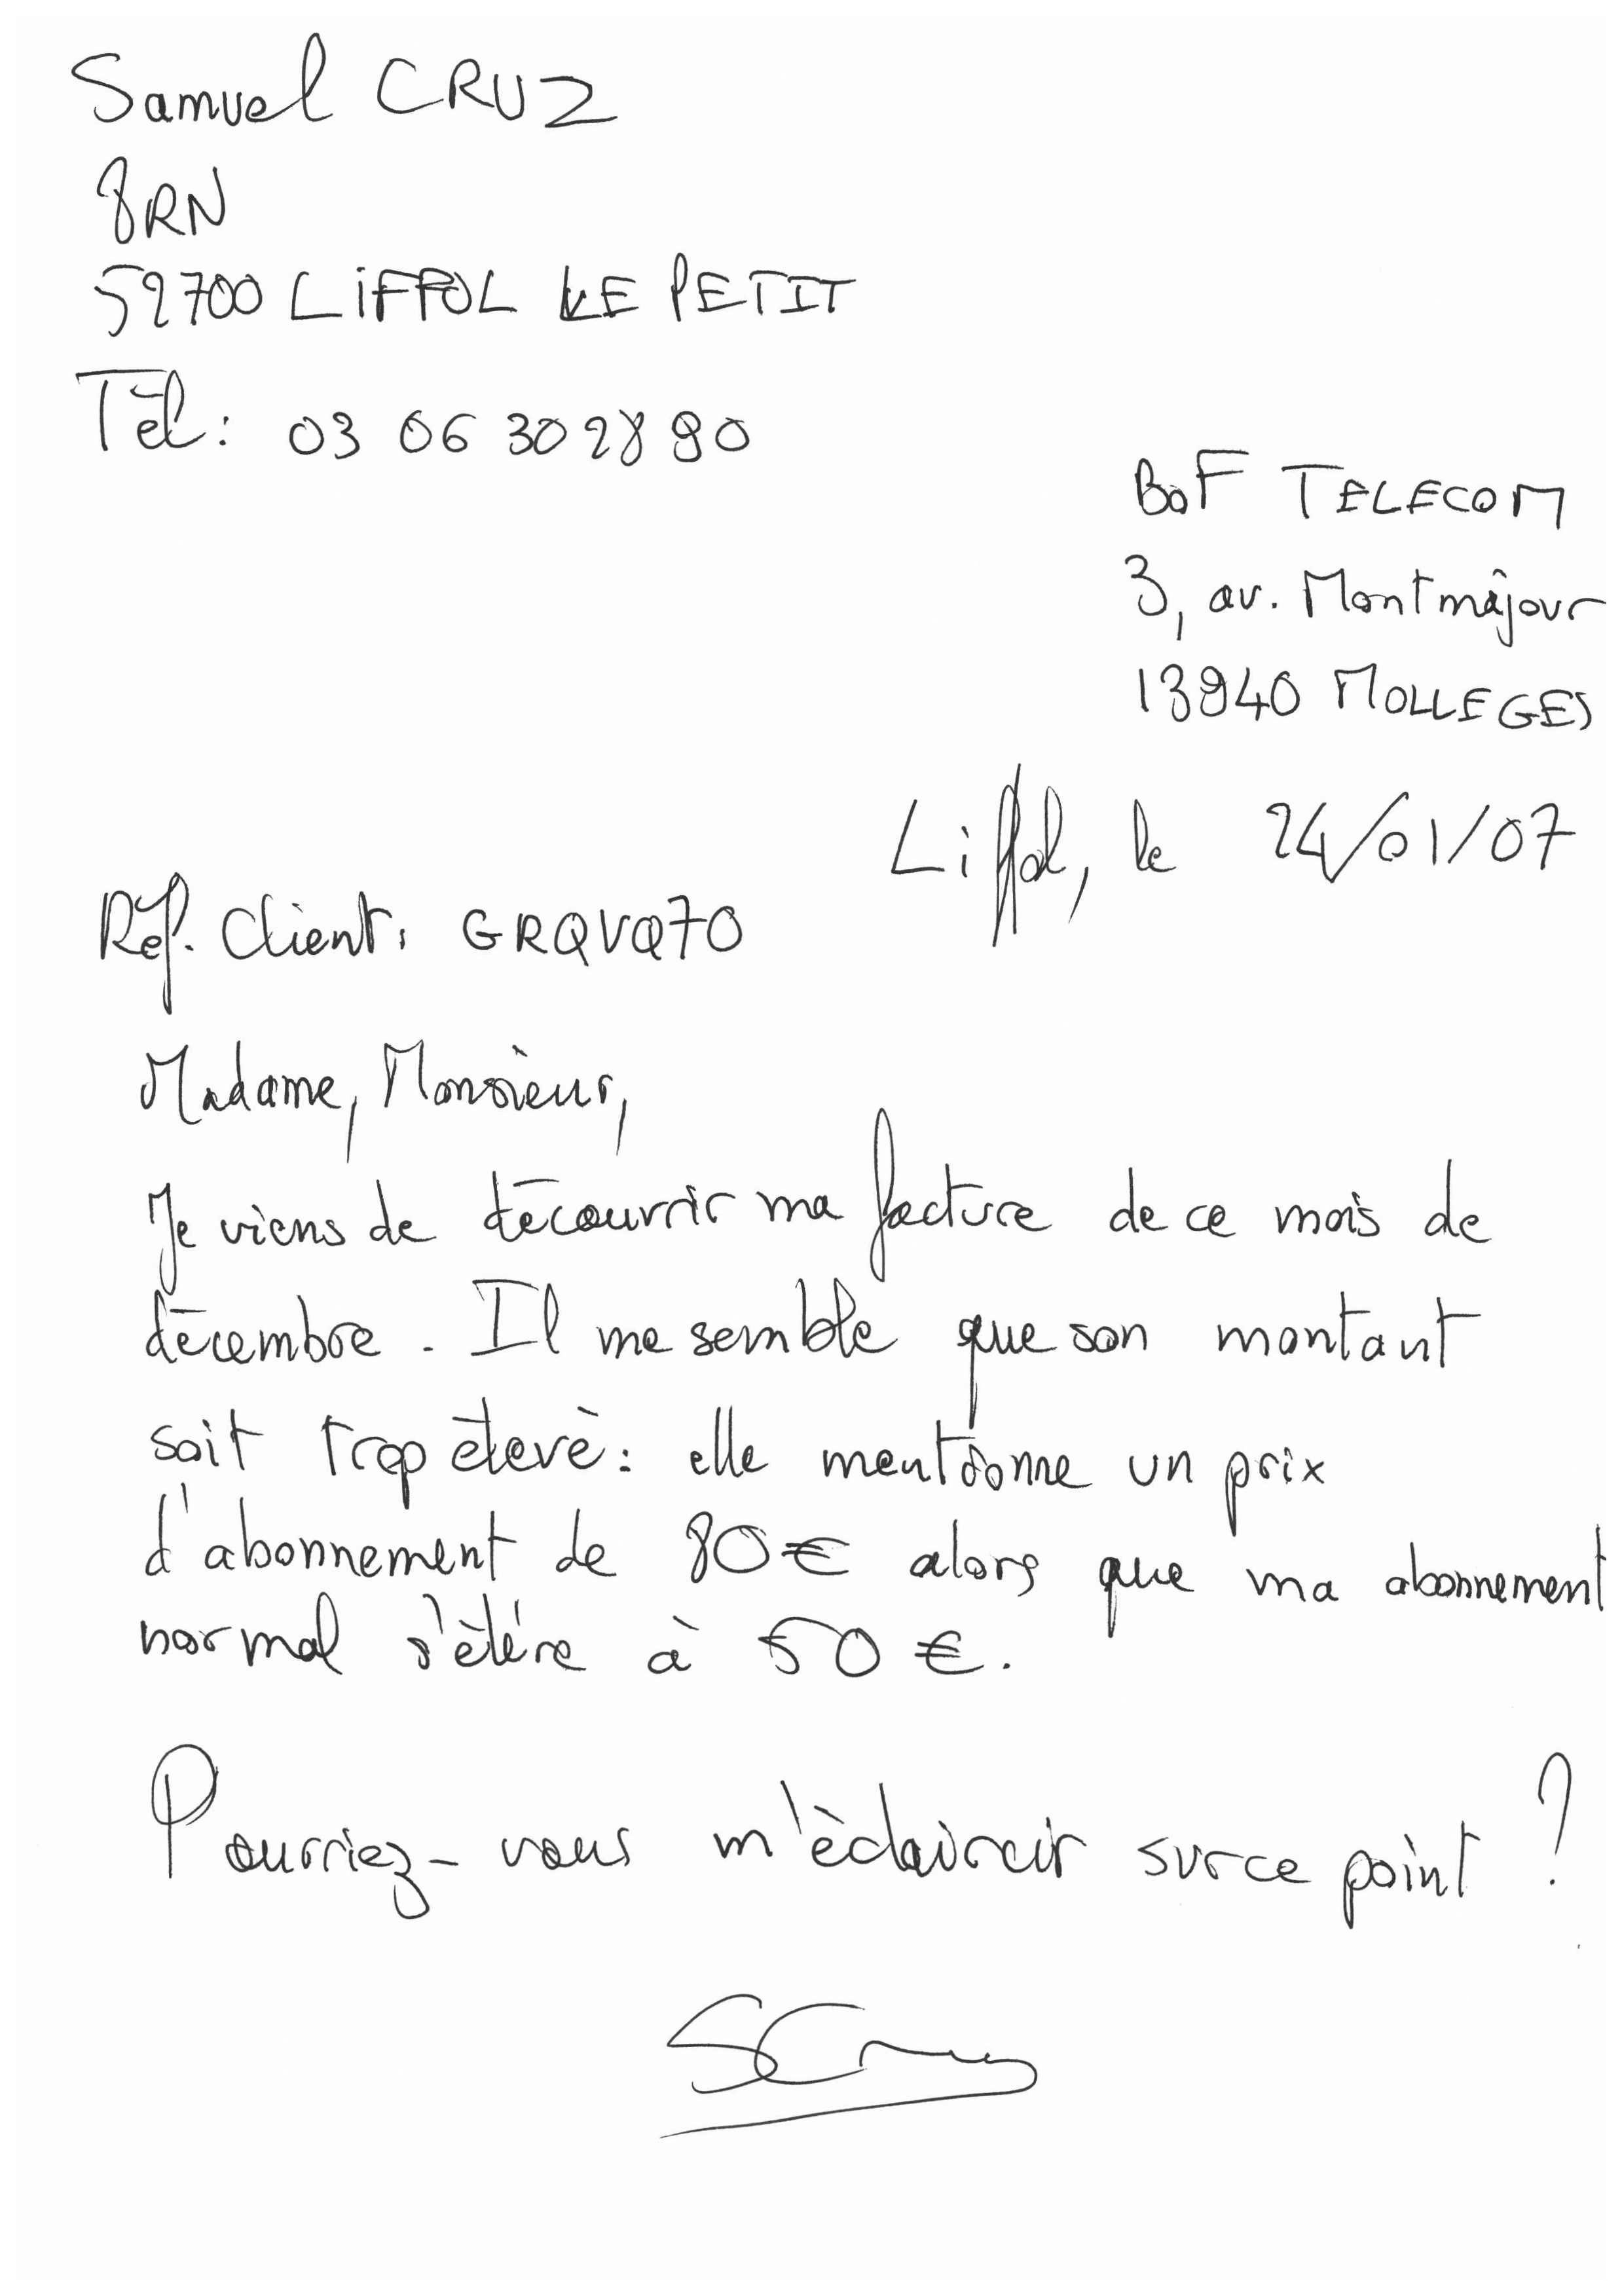 Samuel CRUZ
8RN
52700 LIFFOL LE PETIT
Tél: 03 06 30 28 90
BOF TELECOM
3, av. Montmâjour
13940 MOLLEGES
Liffol, le 24/01/07
Réf. Client: GRQVQ70
Madame, Monsieur,
Je viens de découvrir ma facture de ce mois de
décembre. Il me semble que son montant
soit trop élevé: elle mentionne un prix
d'abonnement de 80€ alors que ma abonnement
normal s'élève à 50€.
Pourriez-vous m'éclaircir sur ce point ?
SCruz